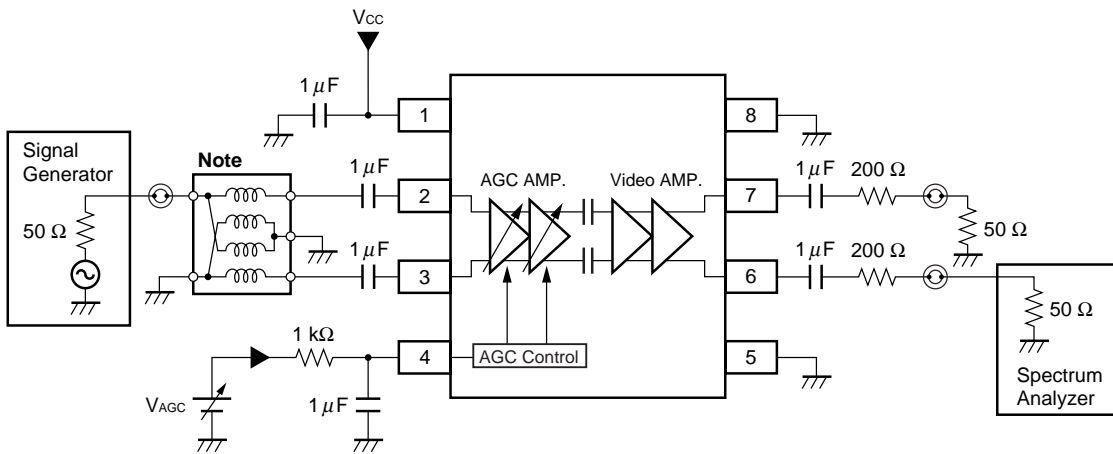 VCC
1 μF
1
8
Signal
Generator
Note
1 μF
2
AGC AMP.
Video AMP.
7
1 μF
200 Ω
50 Ω
50 Ω
1 μF
3
6
1 μF
200 Ω
50 Ω
1 kΩ
4
AGC Control
5
VAGC
1 μF
Spectrum
Analyzer